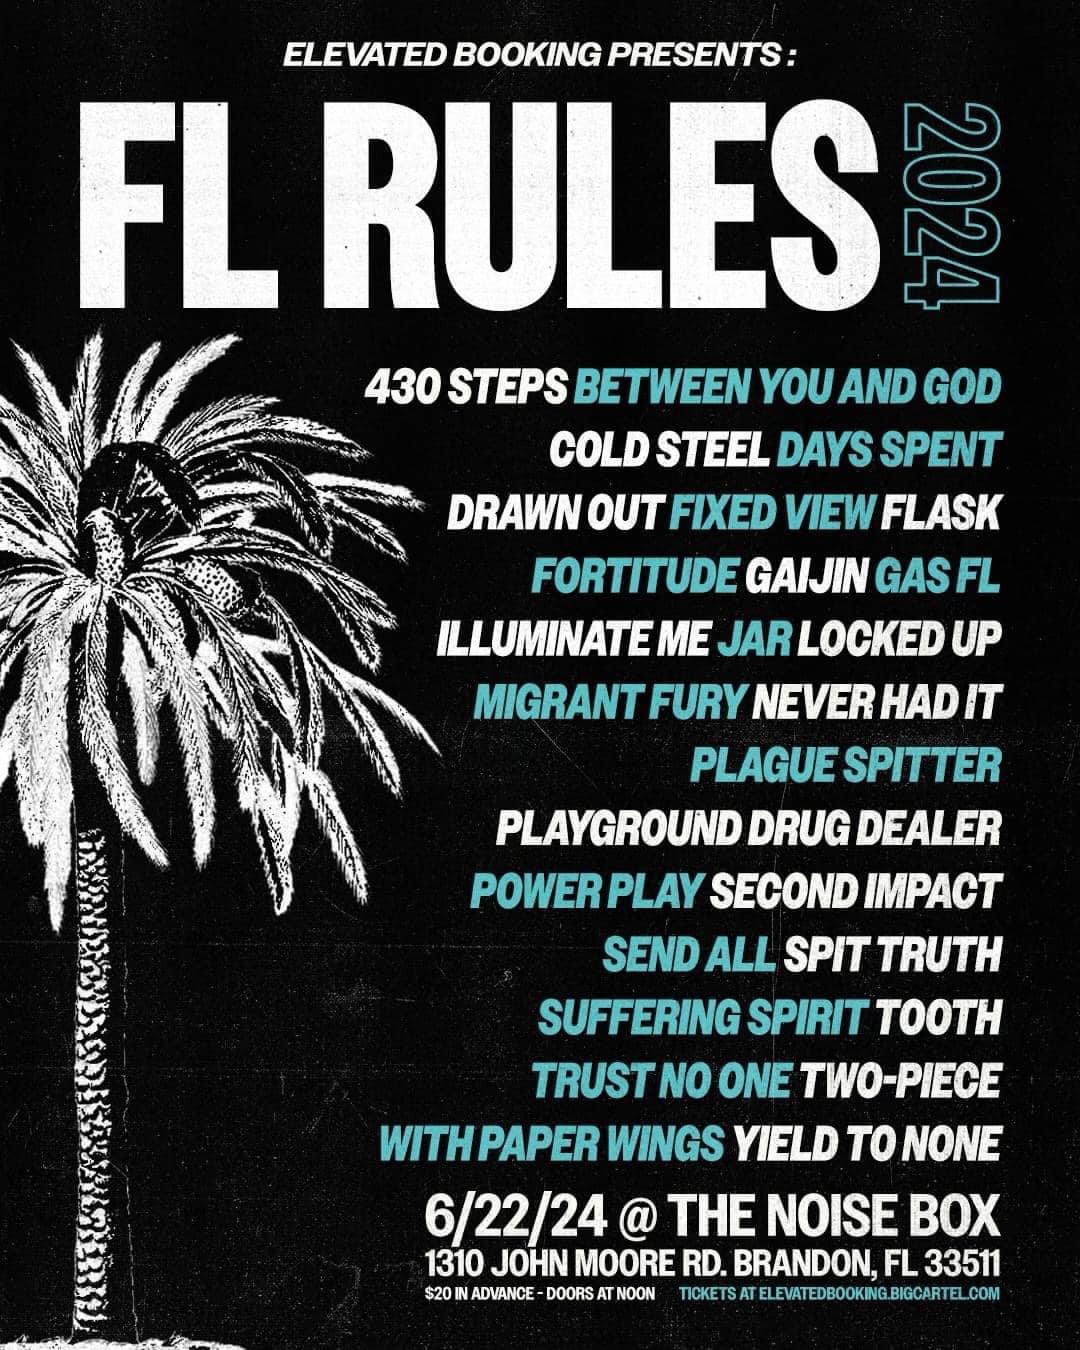 ELEVATED BOOKING PRESENTS :
FL RULES 2024
430 STEPS BETWEEN YOU AND GOD
COLD STEEL DAYS SPENT
DRAWN OUT FIXED VIEW FLASK
FORTITUDE GAIJIN GAS FL
ILLUMINATE ME JAR LOCKED UP
MIGRANT FURY NEVER HAD IT
PLAGUE SPITTER
PLAYGROUND DRUG DEALER
POWER PLAY SECOND IMPACT
SEND ALL SPIT TRUTH
SUFFERING SPIRIT TOOTH
TRUST NO ONE TWO-PIECE
WITH PAPER WINGS YIELD TO NONE
6/22/24 @ THE NOISE BOX
1310 JOHN MOORE RD. BRANDON, FL 33511
$20 IN ADVANCE - DOORS AT NOON TICKETS AT ELEVATEDBOOKING.BIGCARTEL.COM